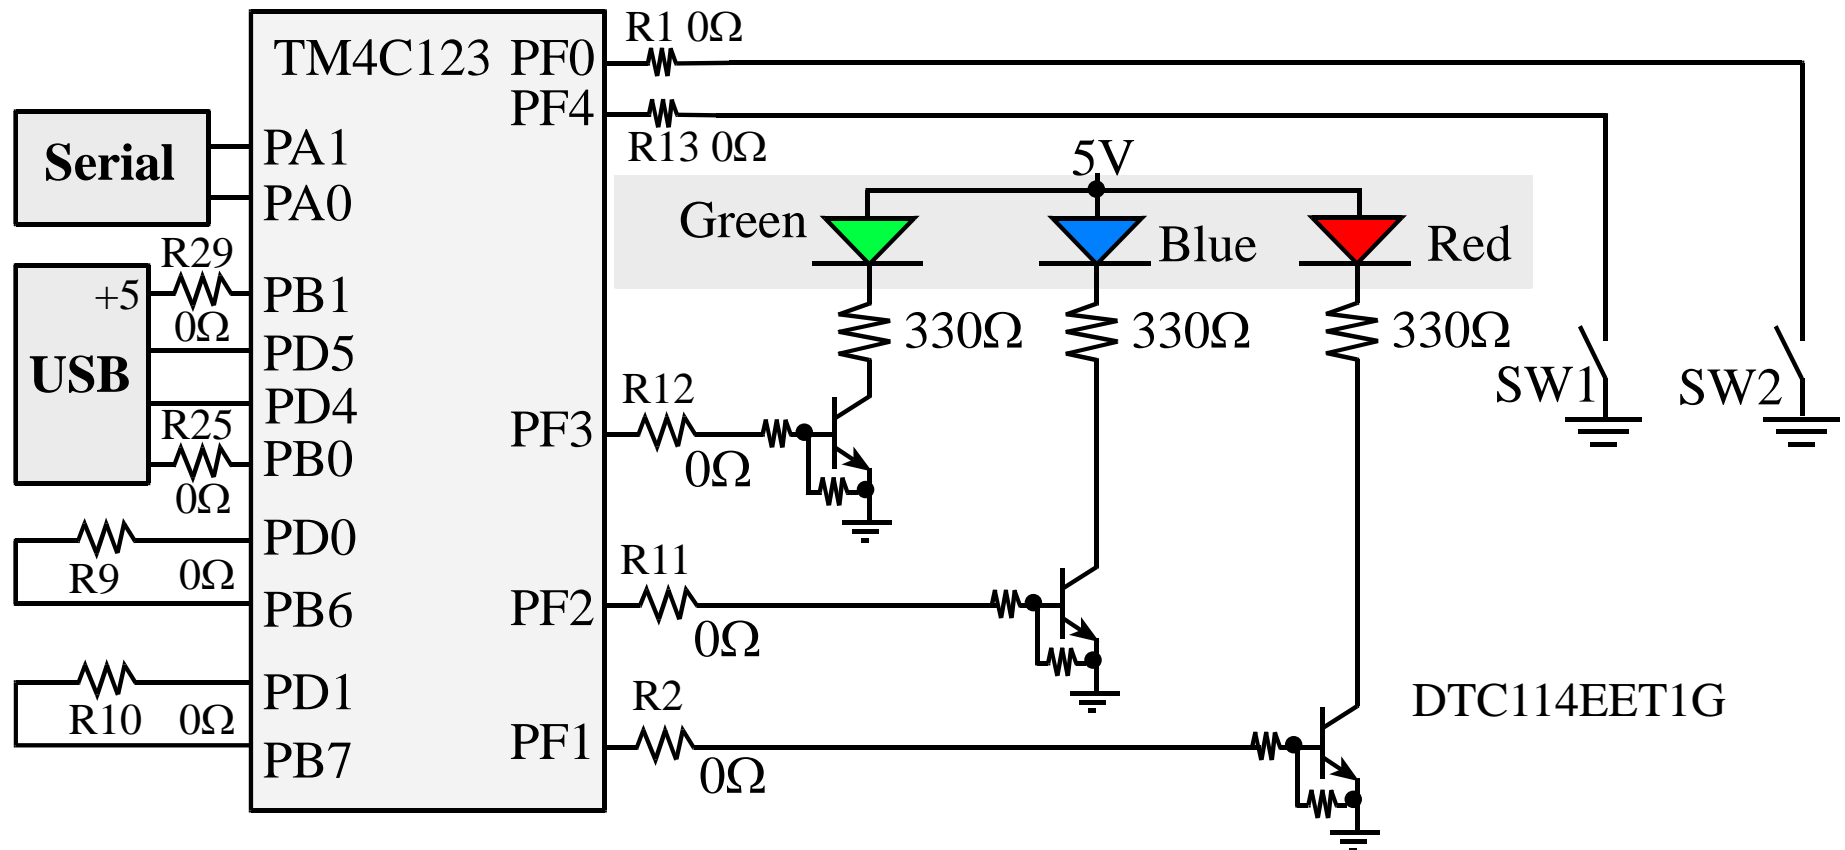 R1 0Ω
TM4C123
PF0
PF4
R13 0Ω
Serial
PA1
PA0
5V
Green
Blue
Red
R29
+5
0Ω
PB1
USB
PD5
PD4
R25
PB0
0Ω
330Ω
330Ω
330Ω
SW1
SW2
R12
PF3
0Ω
PD0
R9
0Ω
PB6
R11
PF2
0Ω
PD1
R10
0Ω
PB7
R2
PF1
0Ω
DTC114EET1G